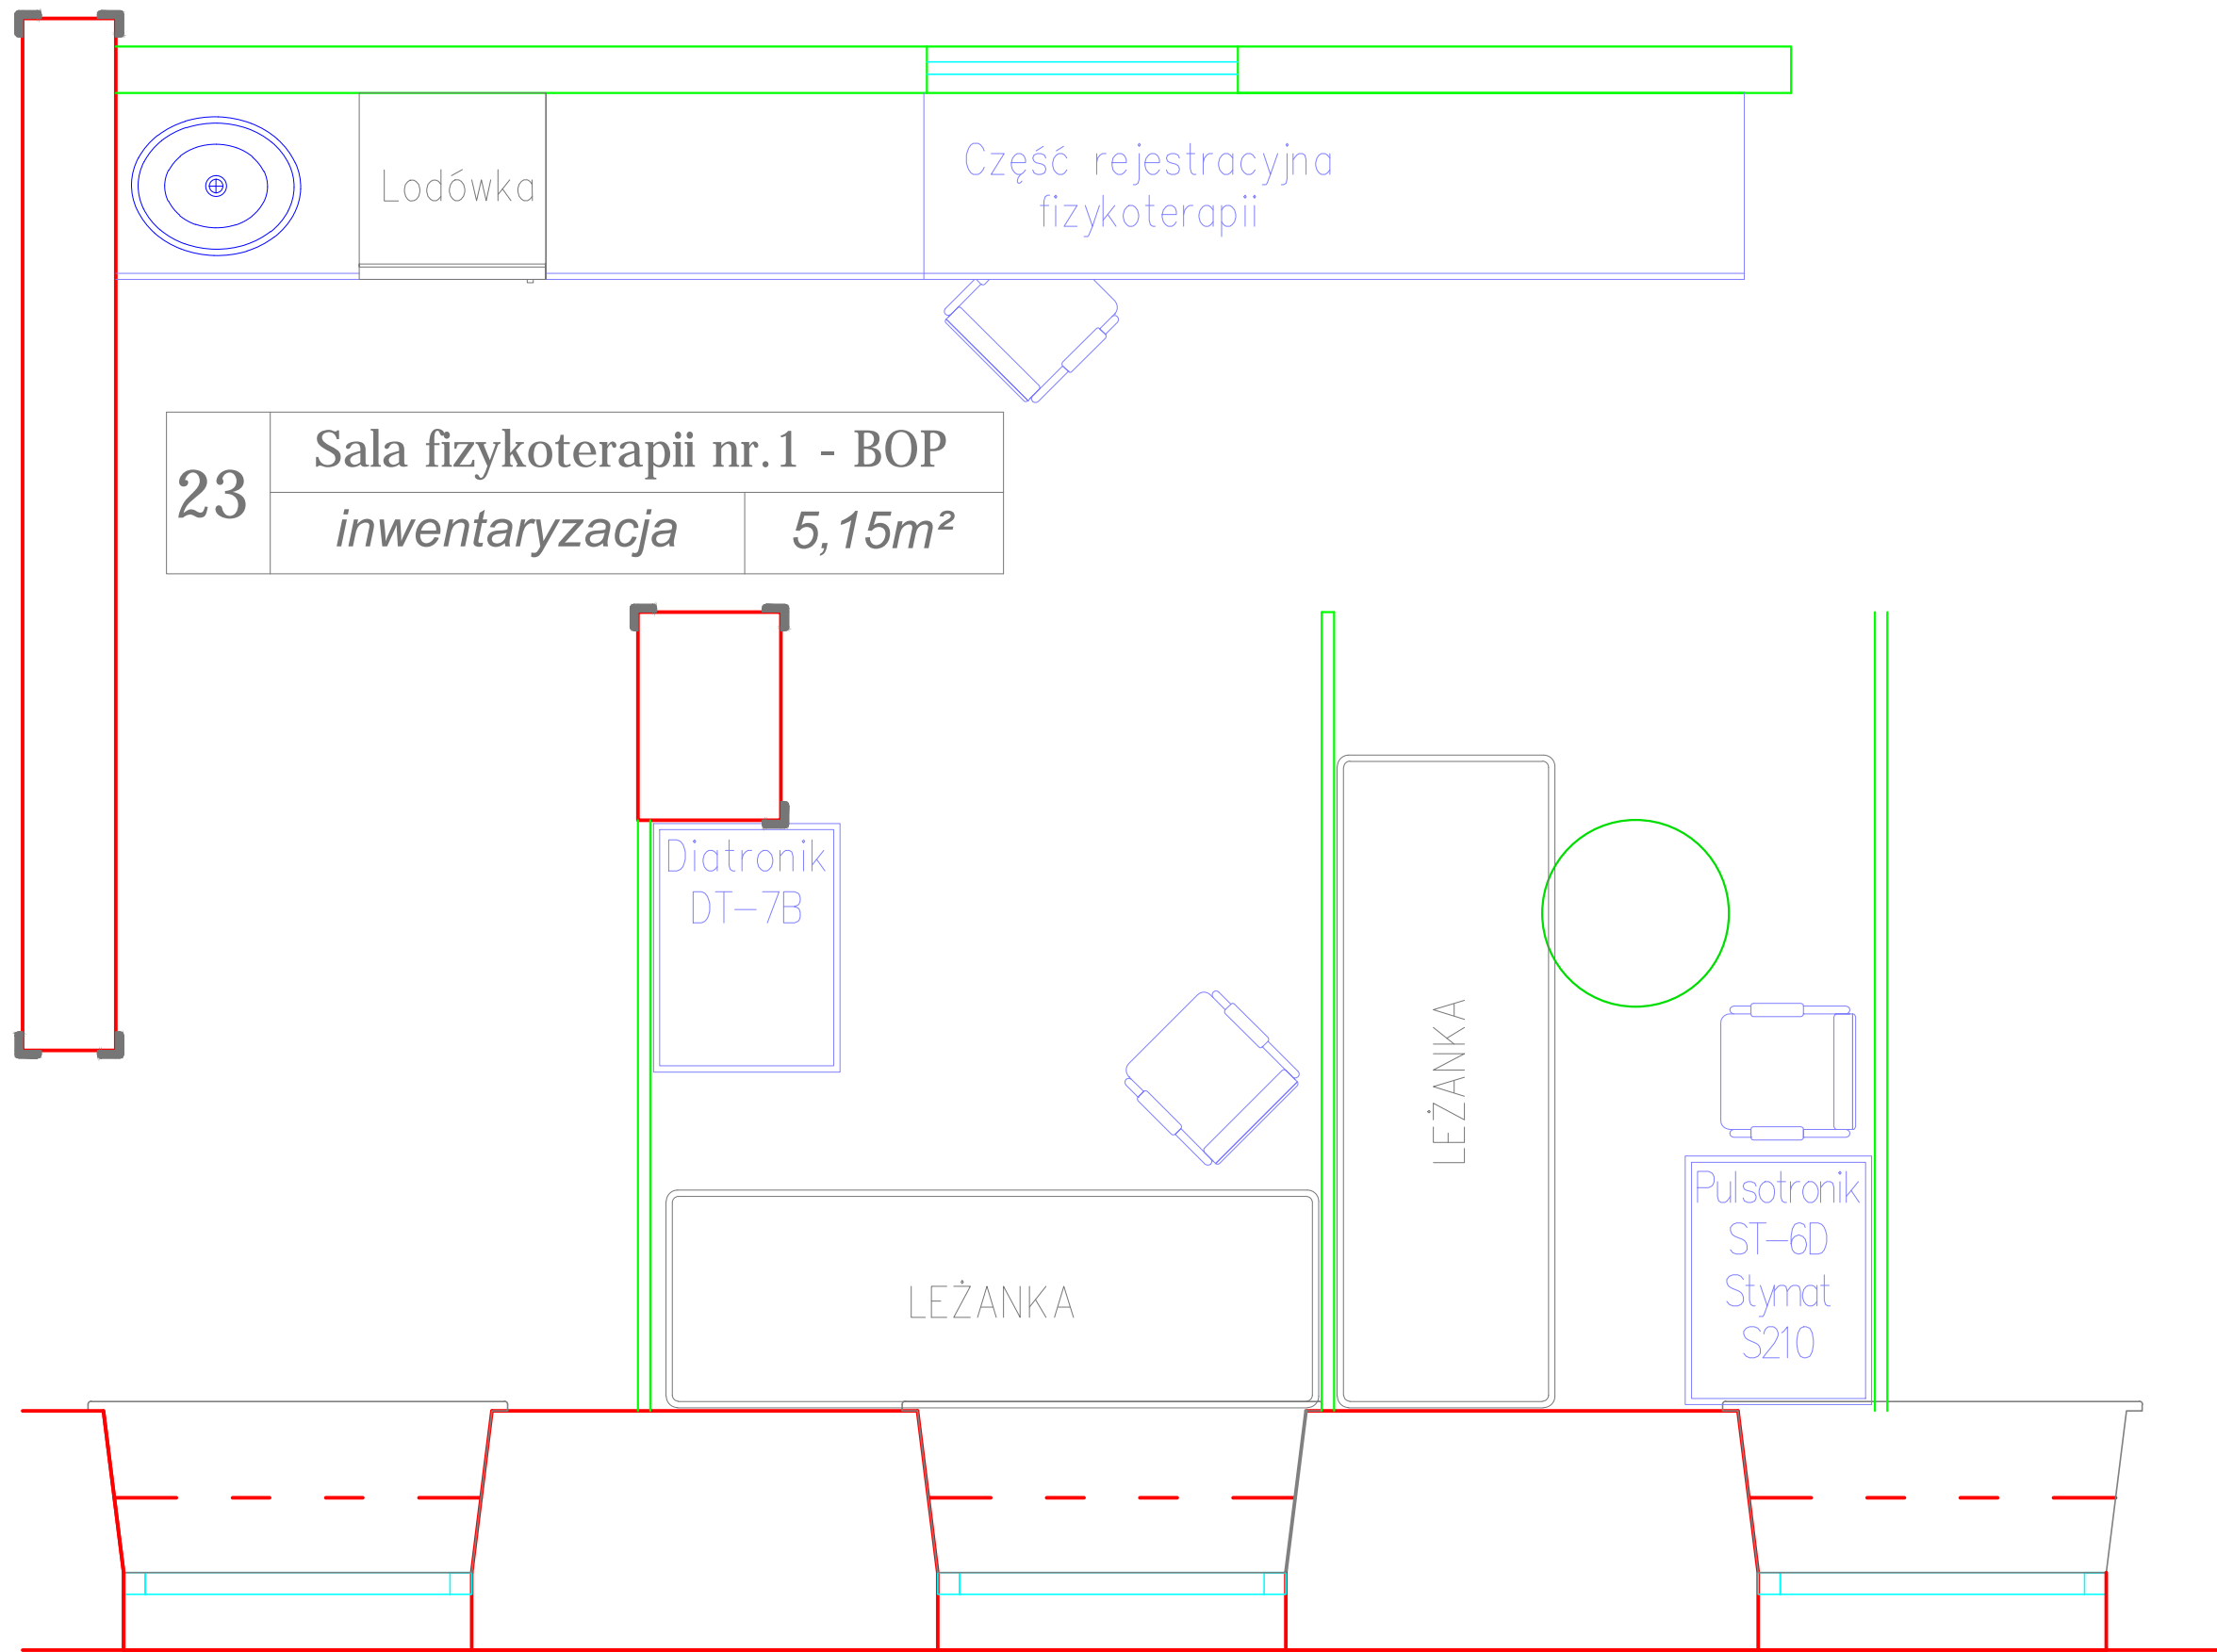 Część rejestracyjna
fizykoterapii
Lodówka
23
Sala fizykoterapii nr.1 - BOP
inwentaryzacja
5,15m²
Diatronik
DT-7B
LEŻANKA
LEŻANKA
Pulsotronik
ST-6D
Stymat
S210